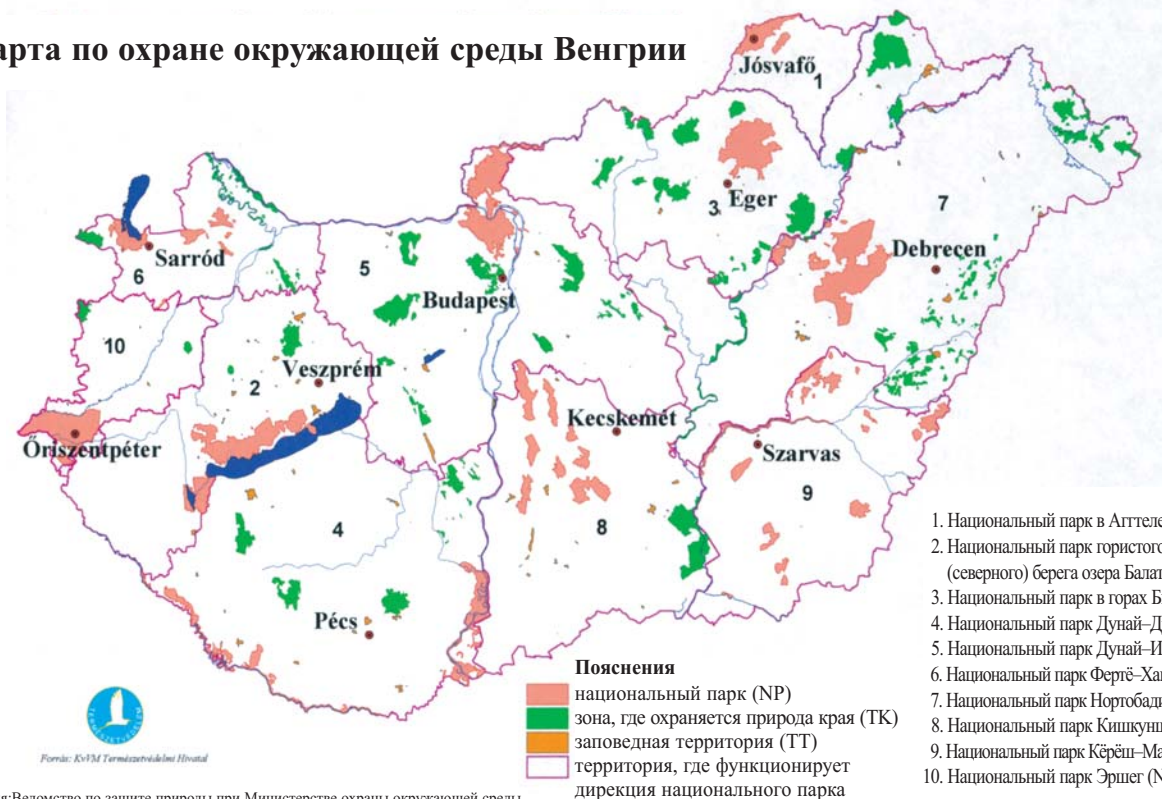 арта по охране окружающей среды Венгрии
Jósvafő
1
Eger
3
7
Debrecen
Sarród
6
5
Budapest
10
Veszprém
2
Kecskemét
Őriszentpéter
Szarvas
9
4
8
Pécs
TERMÉSZETVÉDELEM
Forrás: KvVM Természetvédelmi Hivatal
Пояснения
национальный парк (NP)
зона, где охраняется природа края (TK)
заповедная территория (TT)
территория, где функционирует
дирекция национального парка
1. Национальный парк в Аггтеле
2. Национальный парк гористого
(северного) берега озера Балат
3. Национальный парк в горах Б
4. Национальный парк Дунай–Д
5. Национальный парк Дунай–И
6. Национальный парк Фертё–Ха
7. Национальный парк Нортобади
8. Национальный парк Кишкунш
9. Национальный парк Кёрёш–Ма
10. Национальный парк Эршег (N
Ведомство по защите природы при Министерстве охраны окружающей среды